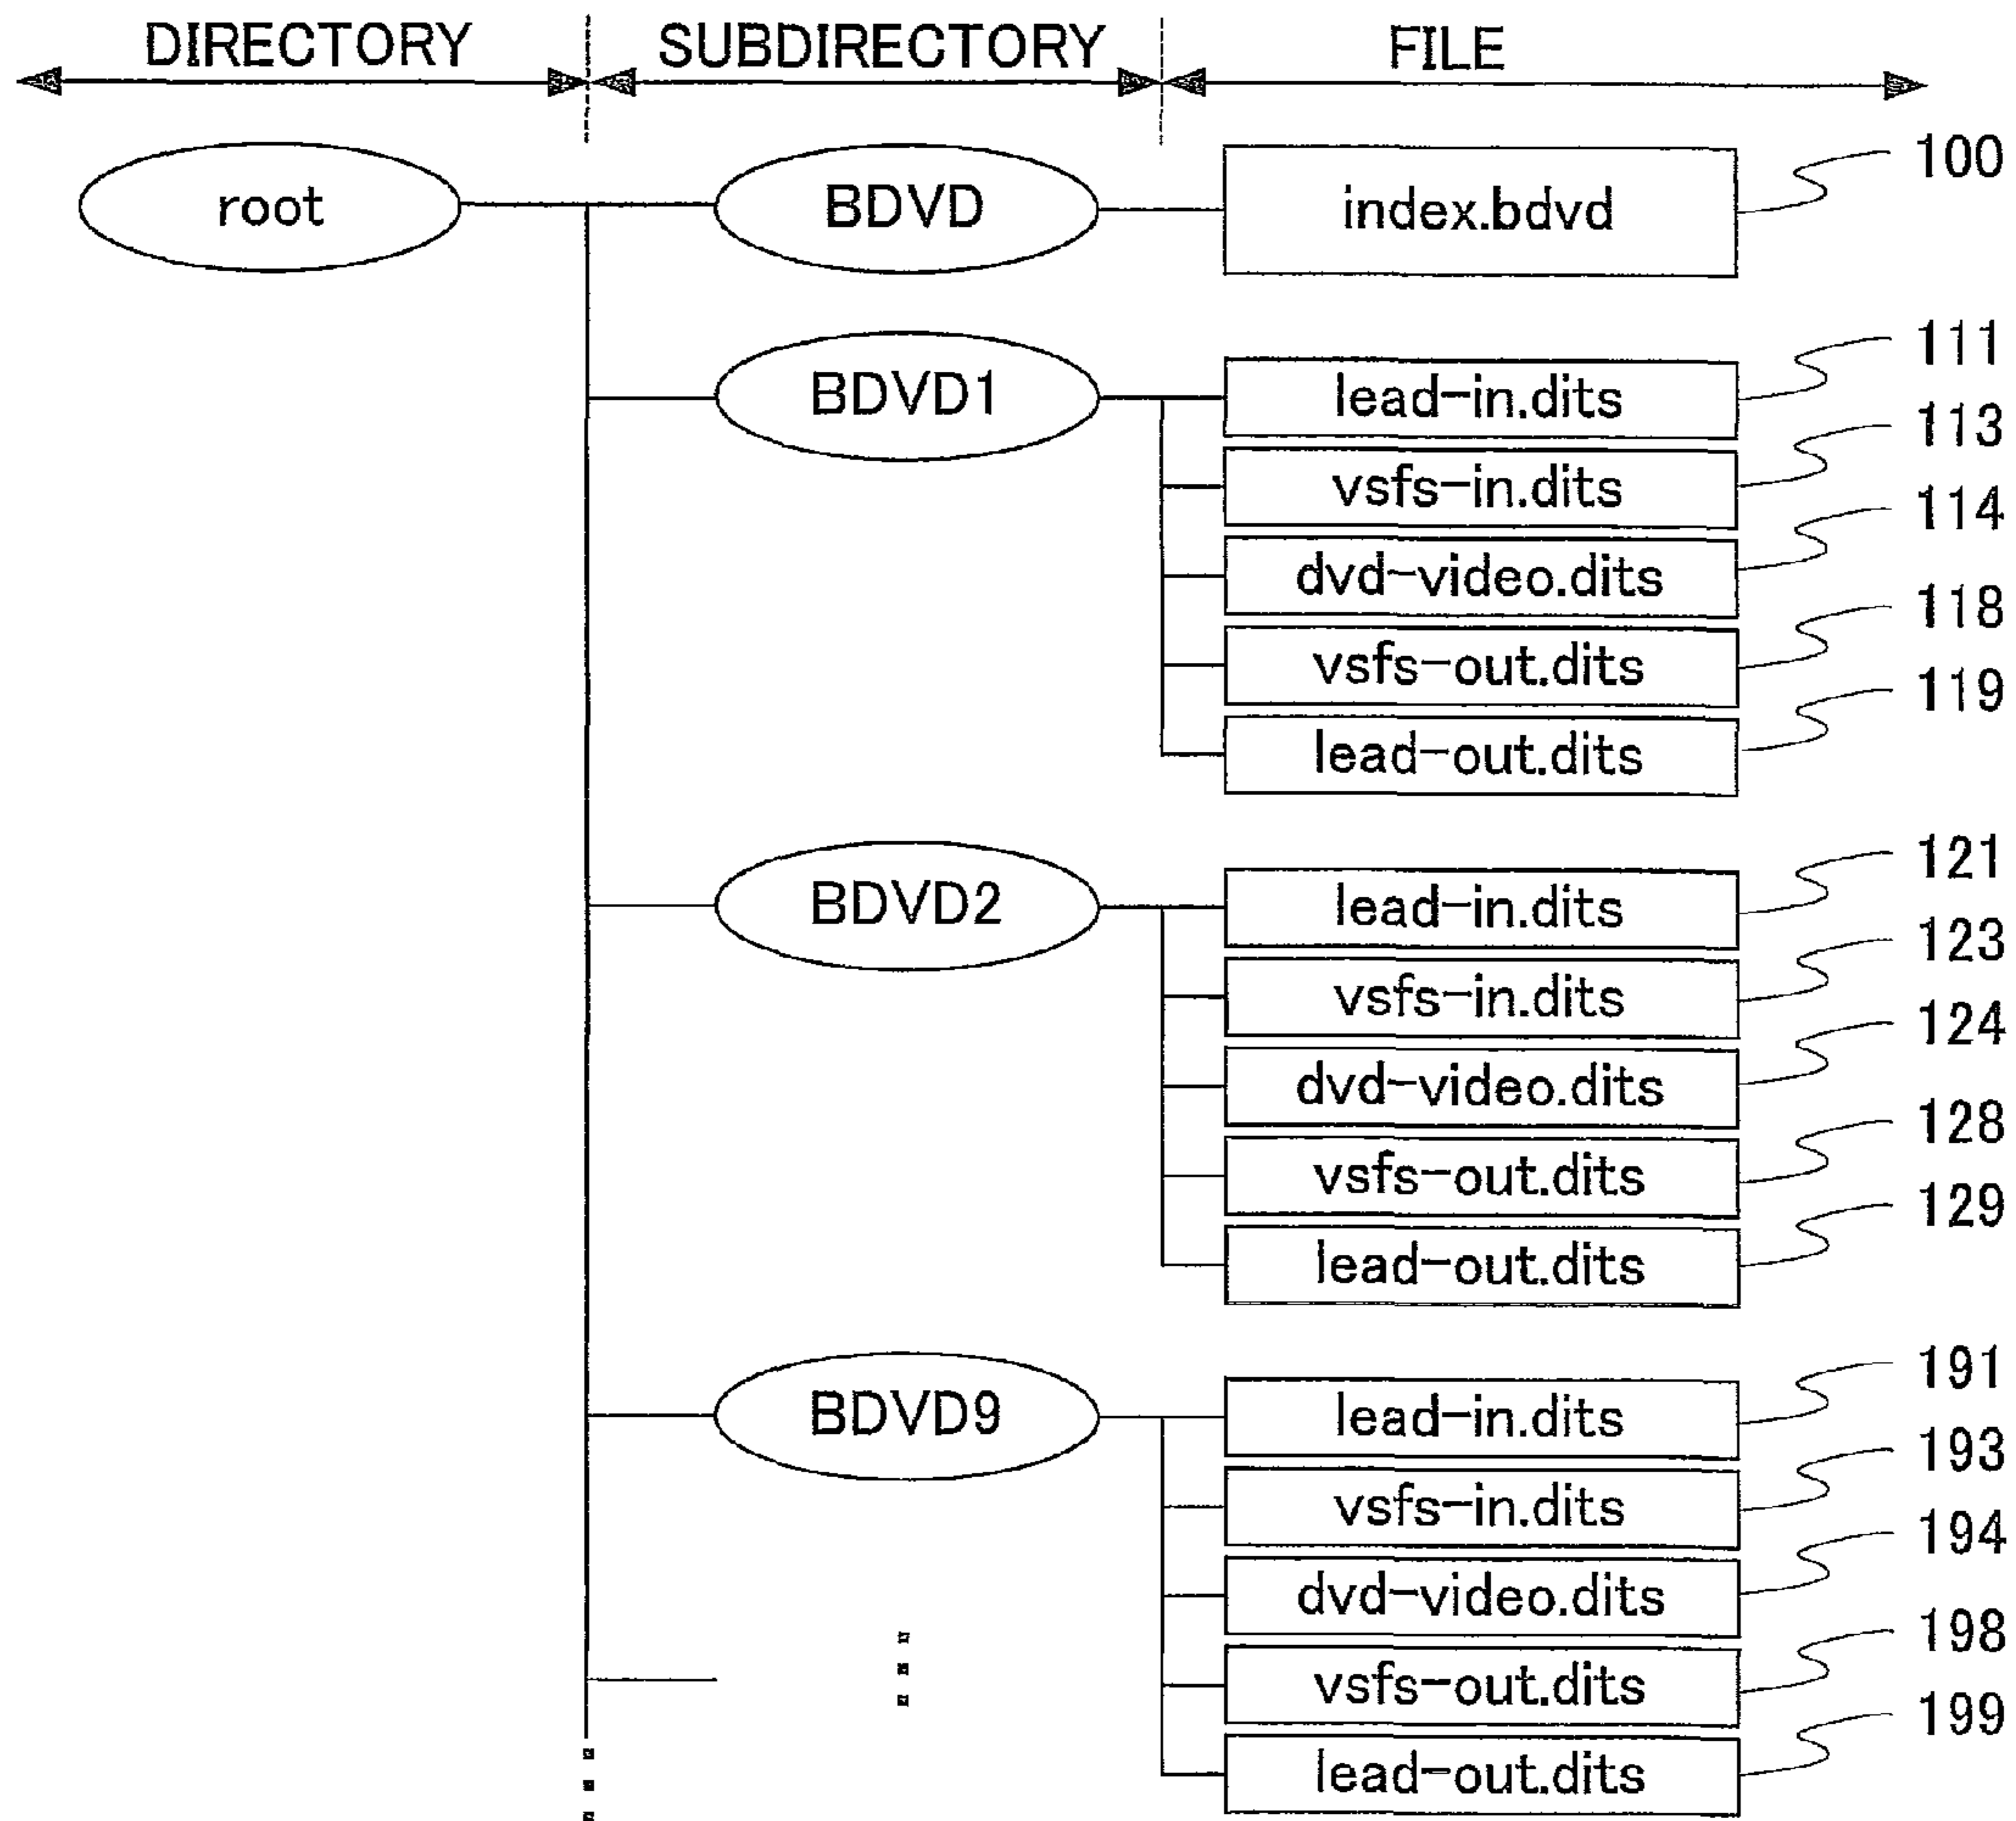 DIRECTORY SUBDIRECTORY FILE
root BDVD index.bdvd 100
BDVD1 lead-in.dits 111
vsfs-in.dits 113
dvd-video.dits 114
vsfs-out.dits 118
lead-out.dits 119
BDVD2 lead-in.dits 121
vsfs-in.dits 123
dvd-video.dits 124
vsfs-out.dits 128
lead-out.dits 129
BDVD9 lead-in.dits 191
vsfs-in.dits 193
dvd-video.dits 194
vsfs-out.dits 198
lead-out.dits 199